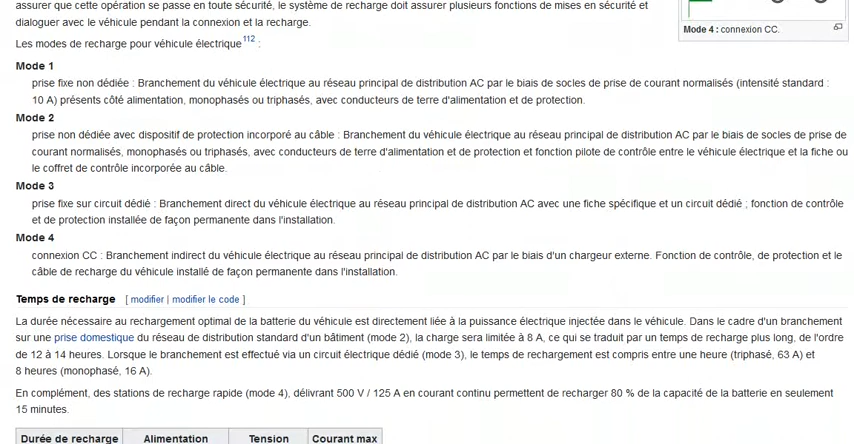 assurer que cette opération se passe en toute sécurité, le système de recharge doit assurer plusieurs fonctions de mises en sécurité et
dialoguer avec le véhicule pendant la connexion et la recharge.
Mode 4 : connexion CC.
Les modes de recharge pour véhicule électrique112 :
Mode 1
prise fixe non dédiée : Branchement du véhicule électrique au réseau principal de distribution AC par le biais de socles de prise de courant normalisés (intensité standard :
10 A) présents côté alimentation, monophasés ou triphasés, avec conducteurs de terre d'alimentation et de protection.
Mode 2
prise non dédiée avec dispositif de protection incorporé au câble : Branchement du véhicule électrique au réseau principal de distribution AC par le biais de socles de prise de
courant normalisés, monophasés ou triphasés, avec conducteurs de terre d'alimentation et de protection et fonction pilote de contrôle entre le véhicule électrique et la fiche ou
le coffret de contrôle incorporée au câble.
Mode 3
prise fixe sur circuit dédié : Branchement direct du véhicule électrique au réseau principal de distribution AC avec une fiche spécifique et un circuit dédié ; fonction de contrôle
et de protection installée de façon permanente dans l'installation.
Mode 4
connexion CC : Branchement indirect du véhicule électrique au réseau principal de distribution AC par le biais d'un chargeur externe. Fonction de contrôle, de protection et le
câble de recharge du véhicule installé de façon permanente dans l'installation.
Temps de recharge [ modifier | modifier le code ]
La durée nécessaire au rechargement optimal de la batterie du véhicule est directement liée à la puissance électrique injectée dans le véhicule. Dans le cadre d'un branchement
sur une prise domestique du réseau de distribution standard d'un bâtiment (mode 2), la charge sera limitée à 8 A, ce qui se traduit par un temps de recharge plus long, de l'ordre
de 12 à 14 heures. Lorsque le branchement est effectué via un circuit électrique dédié (mode 3), le temps de rechargement est compris entre une heure (triphasé, 63 A) et
8 heures (monophasé, 16 A).
En complément, des stations de recharge rapide (mode 4), délivrant 500 V / 125 A en courant continu permettent de recharger 80 % de la capacité de la batterie en seulement
15 minutes.
Durée de recharge Alimentation Tension Courant max